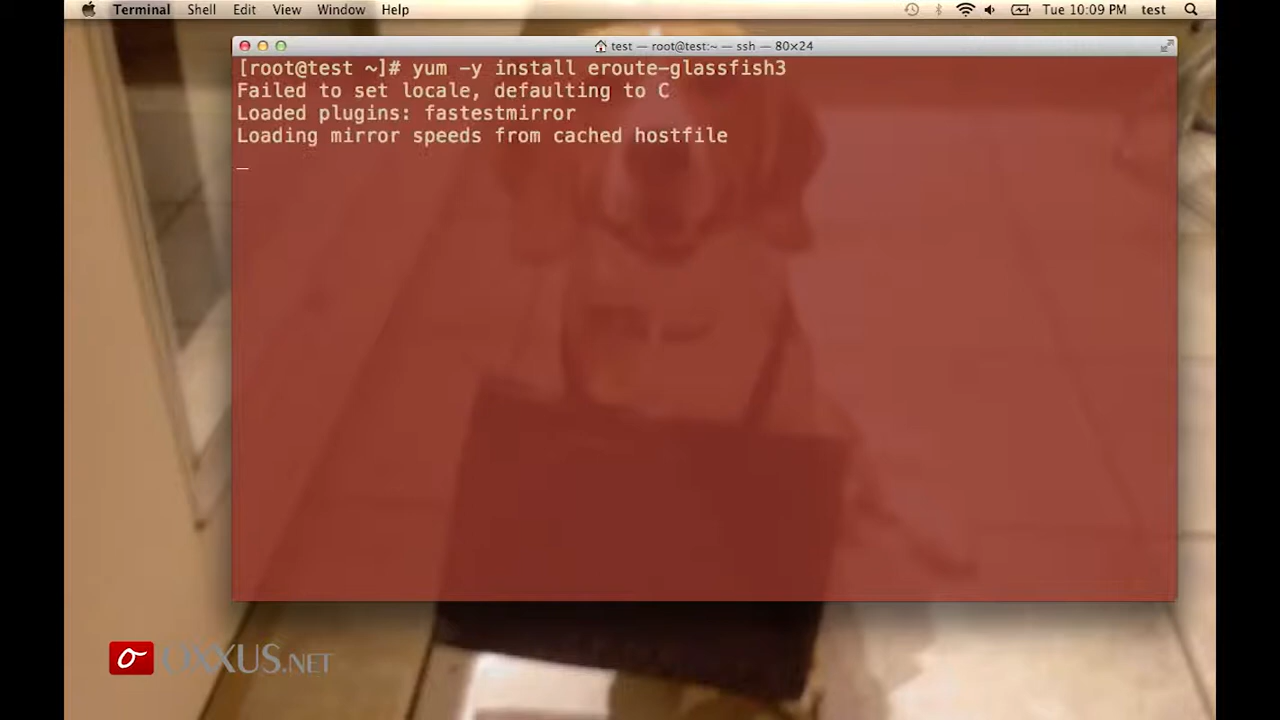 Terminal Shell Edit View Window Help Tue 10:09 PM test
test — root@test:~ — ssh — 80×24
[root@test ~]# yum -y install eroute-glassfish3
Failed to set locale, defaulting to C
Loaded plugins: fastestmirror
Loading mirror speeds from cached hostfile
OXXUS.NET